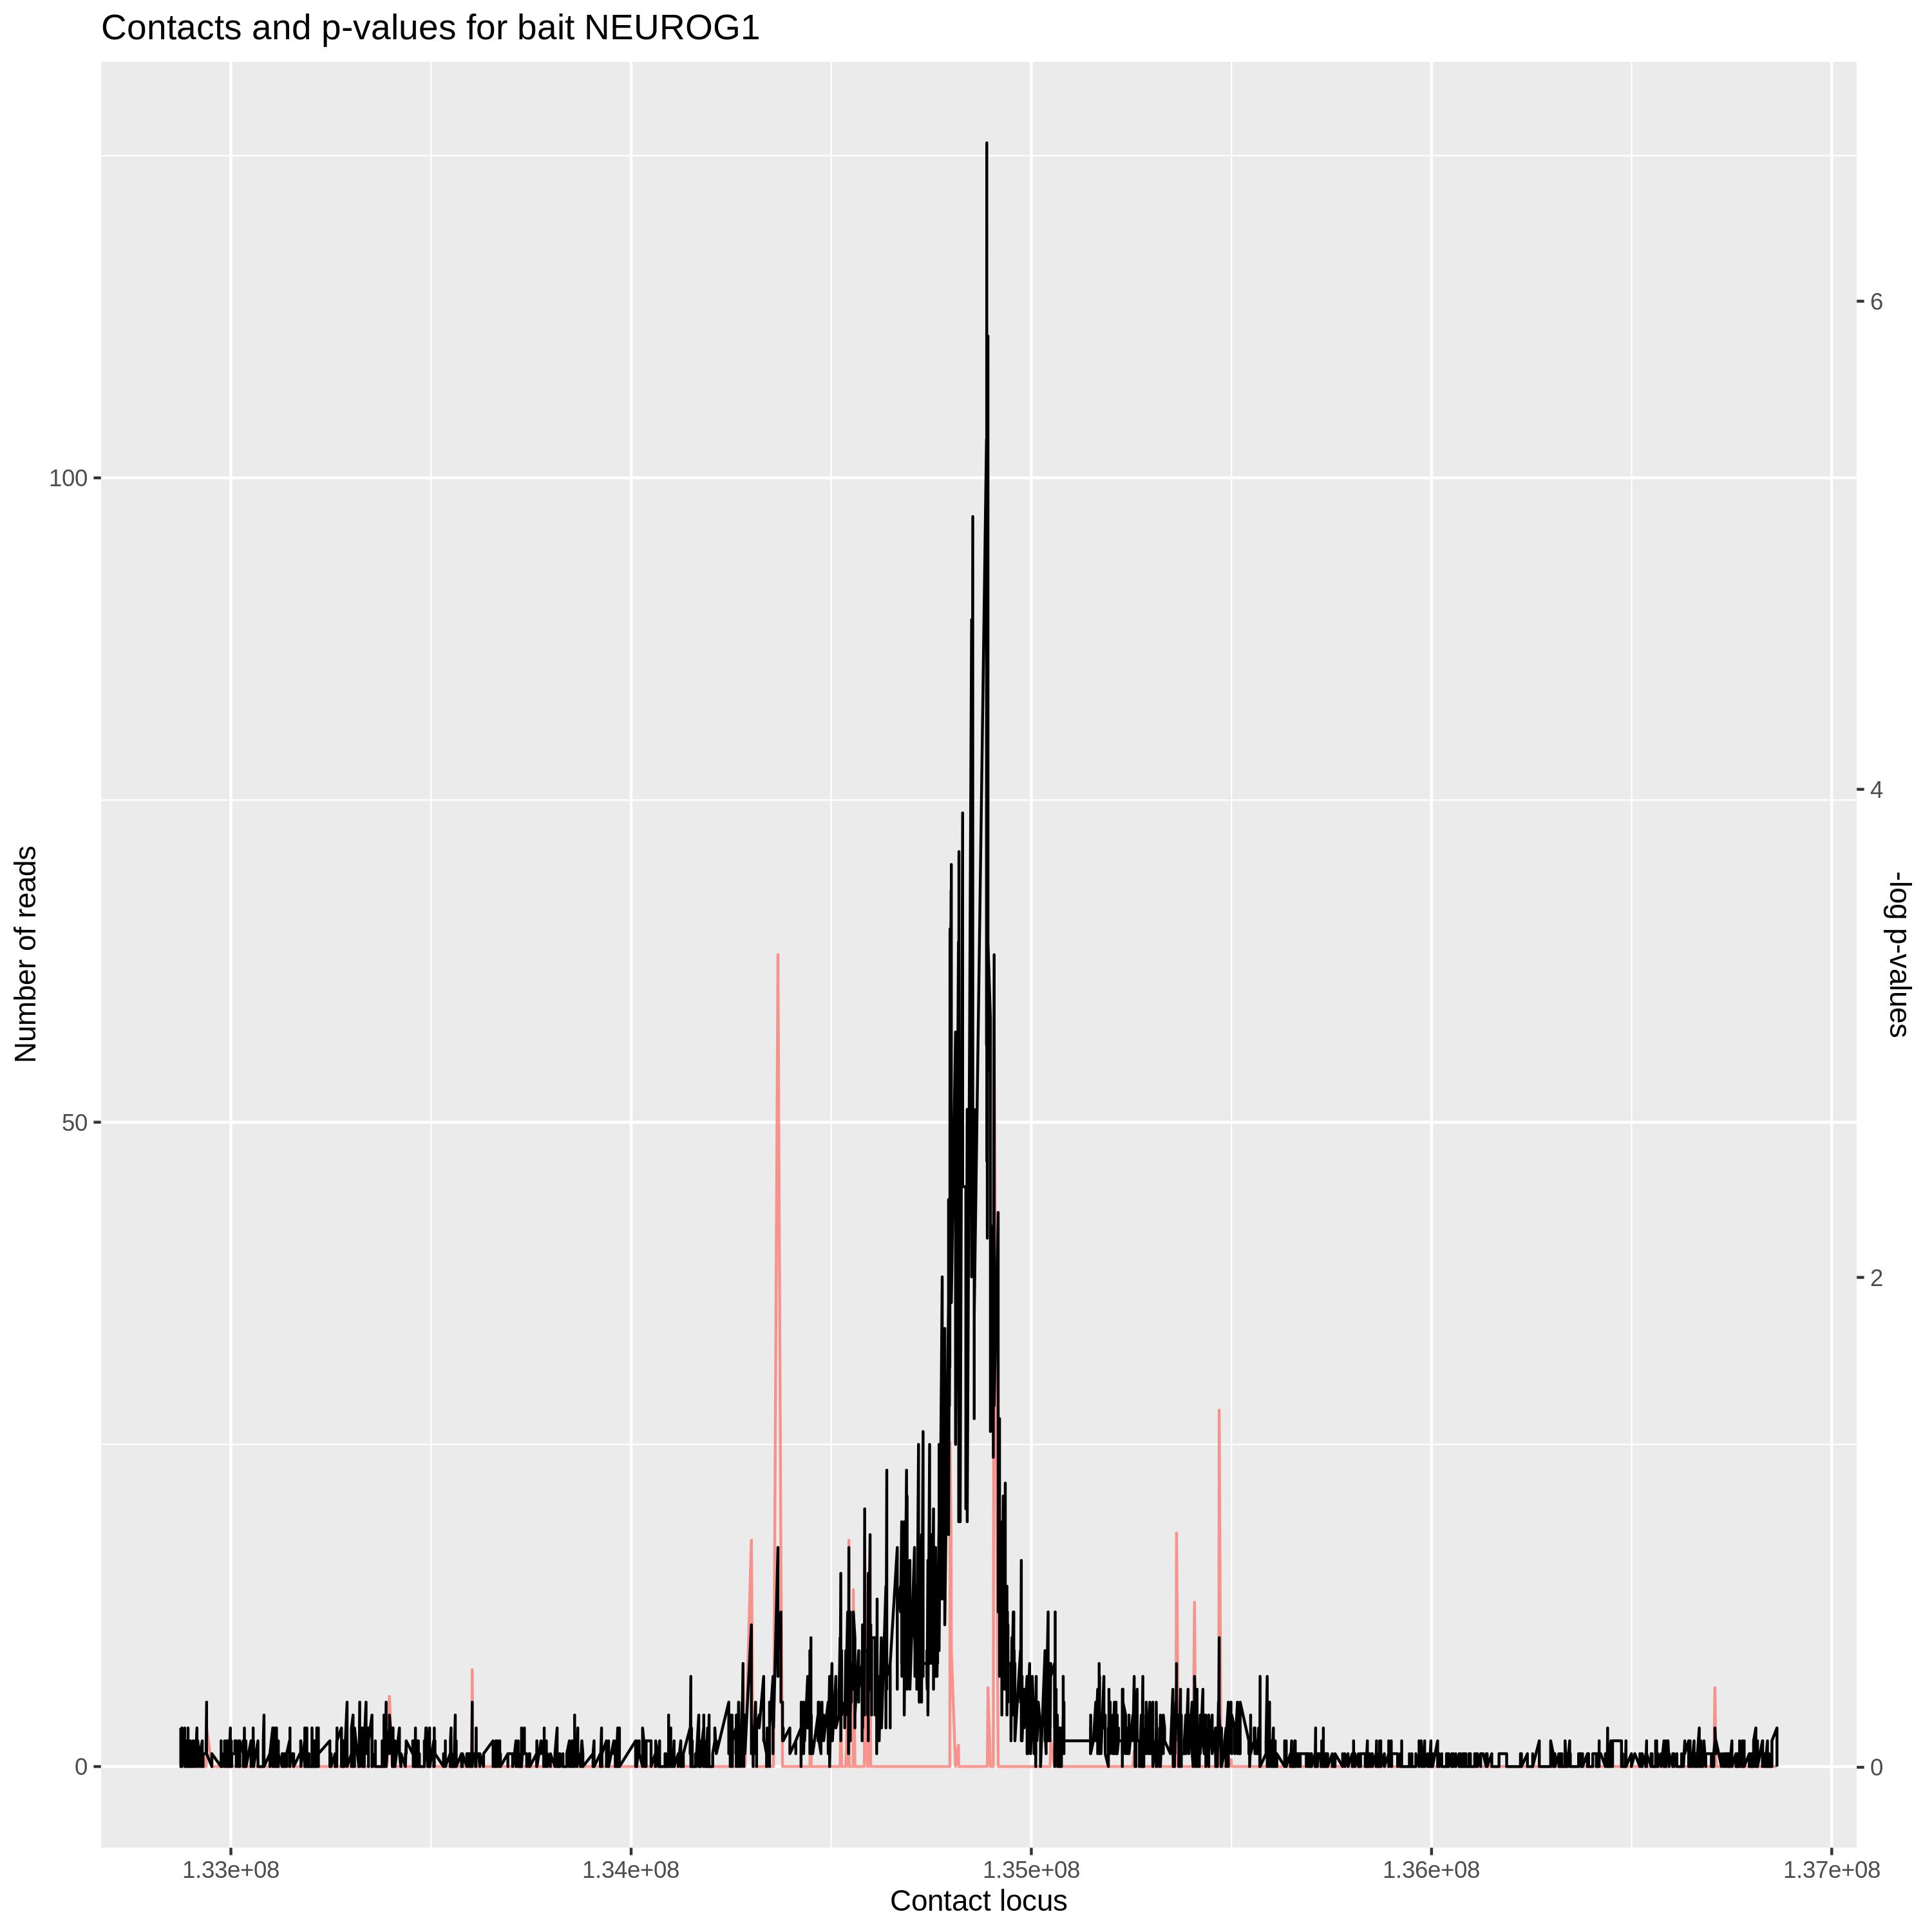 Contacts and p-values for bait NEUROG1
Number of reads
100
50
0
6
4
2
0
-log p-values
1.33e+08
1.34e+08
1.35e+08
1.36e+08
1.37e+08
Contact locus